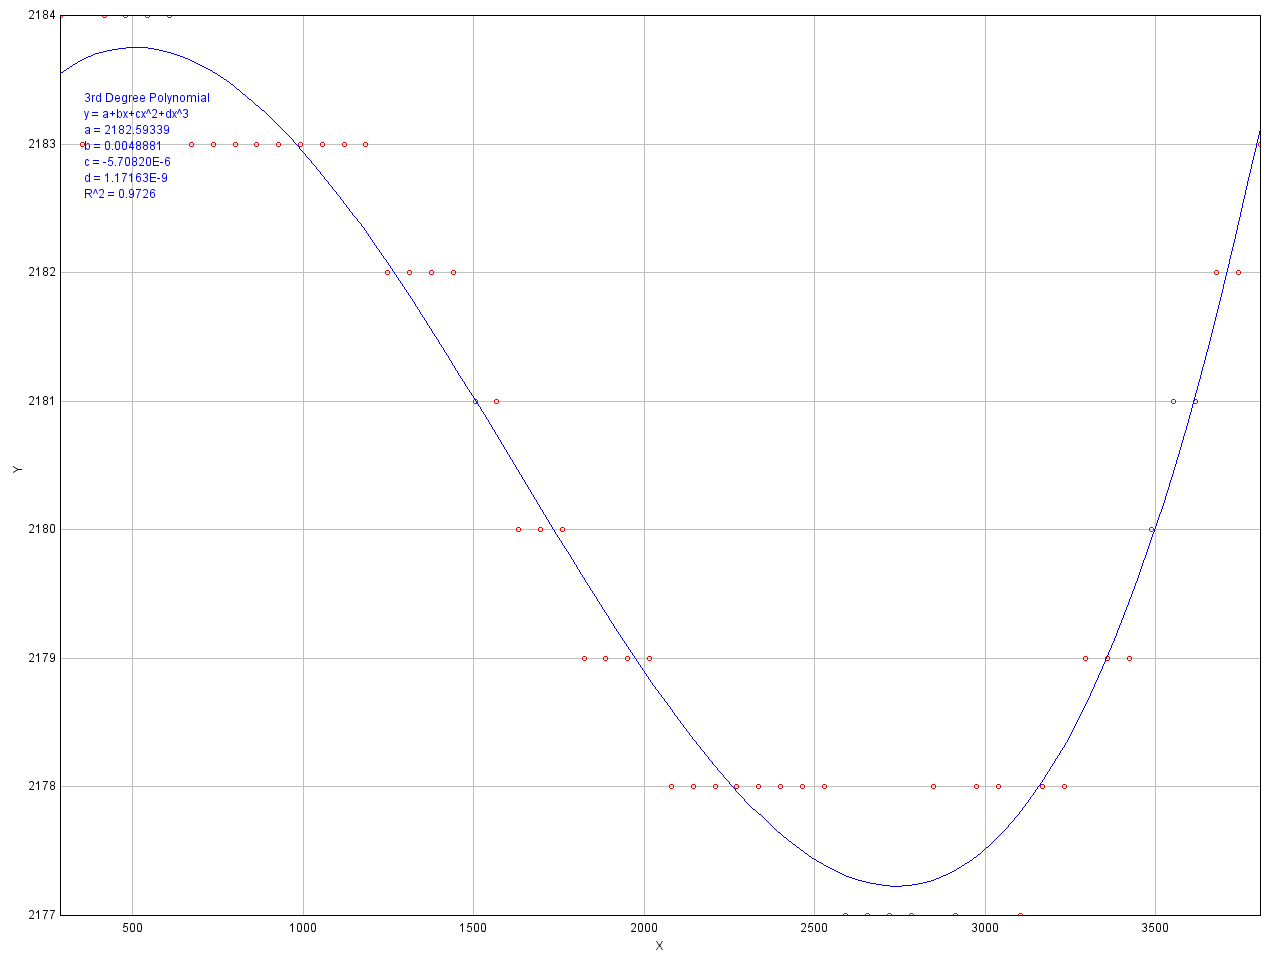 2184
3rd Degree Polynomial
y = a+bx+cx^2+dx^3
a = 2182.59339
2183
b = 0.0048881
c = -5.70820E-6
d = 1.17163E-9
R^2 = 0.9726
2182
2181
Y
2180
2179
2178
2177
500 1000 1500 2000 2500 3000 3500
X